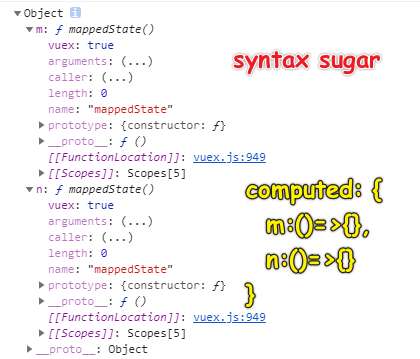 Object i
m: ƒ mappedState()
vuex: true
arguments: (...)
caller: (...)
length: 0
name: "mappedState"
prototype: {constructor: ƒ}
__proto__: ƒ ()
[[FunctionLocation]]: vuex.js:949
[[Scopes]]: Scopes[5]
n: ƒ mappedState()
vuex: true
arguments: (...)
caller: (...)
length: 0
name: "mappedState"
prototype: {constructor: ƒ}
__proto__: ƒ ()
[[FunctionLocation]]: vuex.js:949
[[Scopes]]: Scopes[5]
__proto__: Object
syntax sugar
computed: {
m:()=>{},
n:()=>{}
}